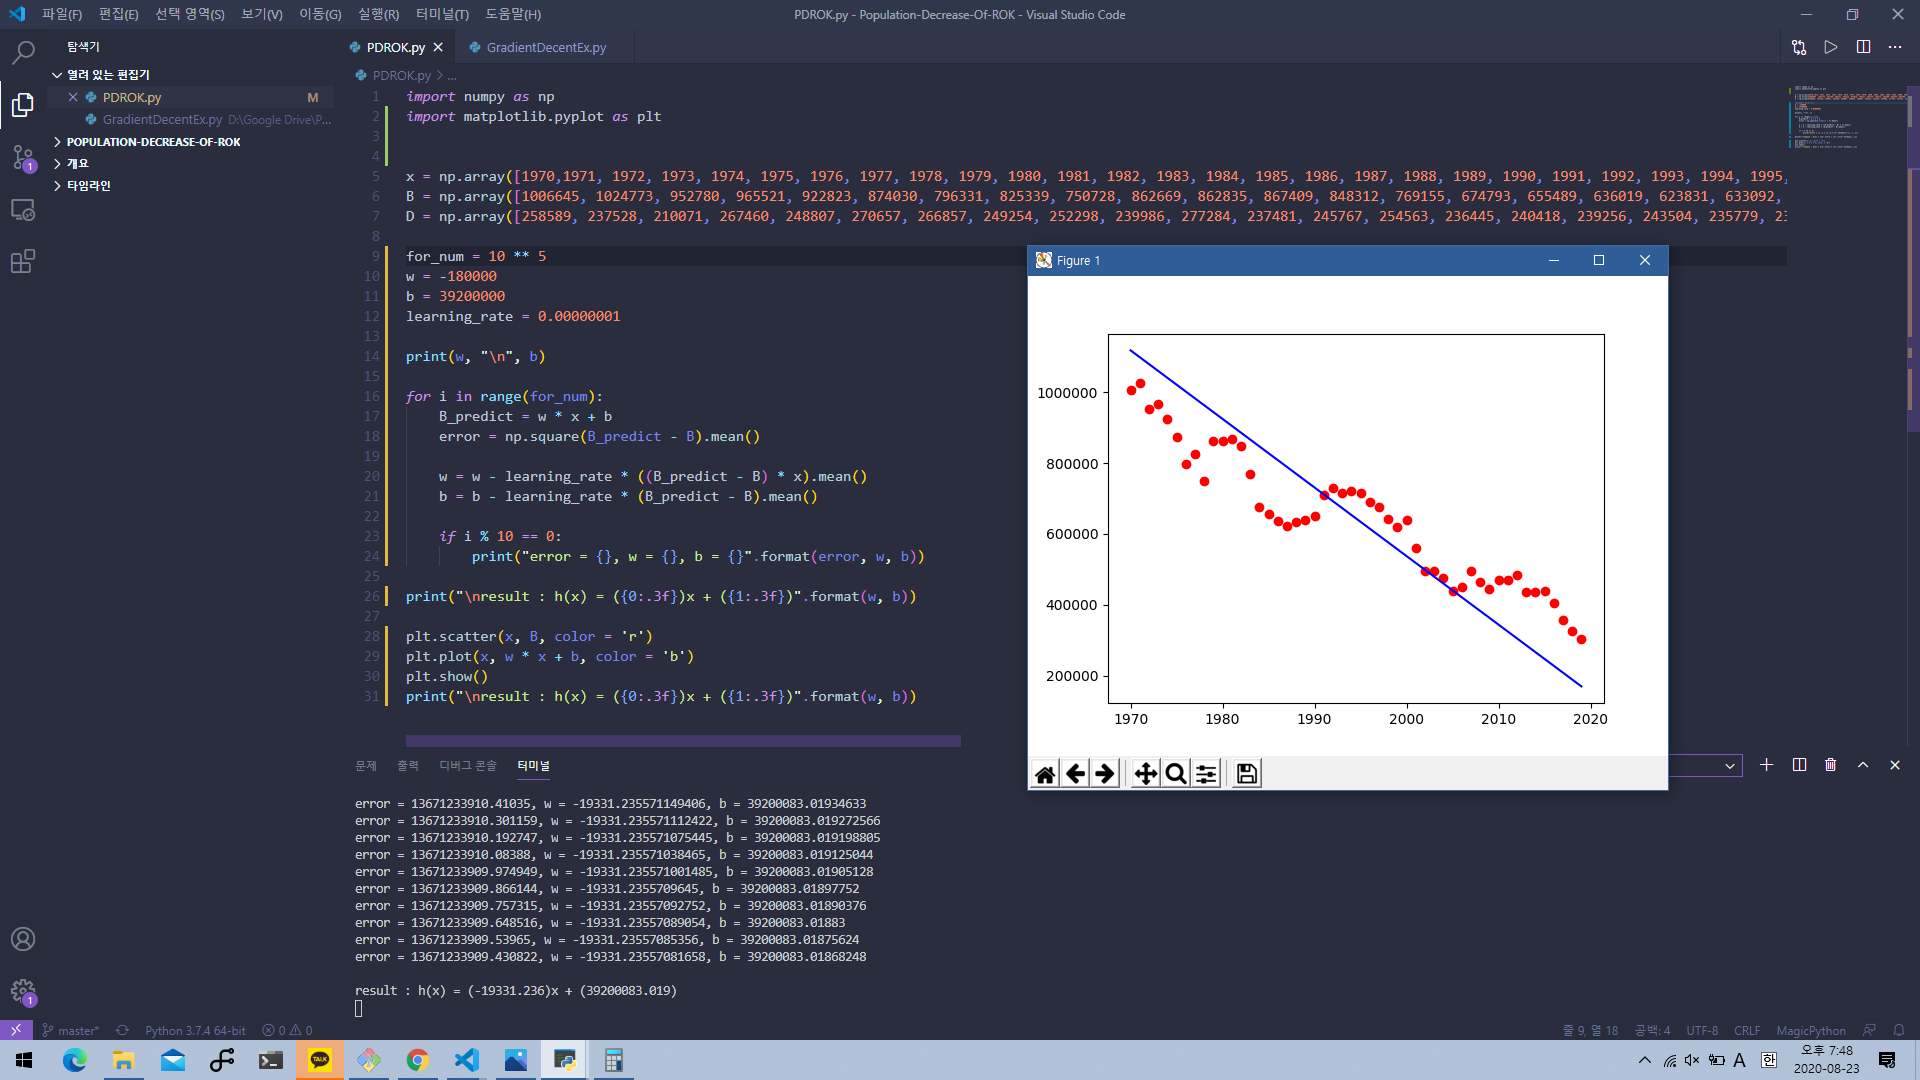 파일(F) 편집(E) 선택 영역(S) 보기(V) 이동(G) 실행(R) 터미널(T) 도움말(H)
PDROK.py - Population-Decrease-Of-ROK - Visual Studio Code
탐색기
열려 있는 편집기
PDROK.py M
GradientDecentEx.py D:\Google Drive\P...
POPULATION-DECREASE-OF-ROK
개요
타임라인
1
1
PDROK.py
GradientDecentEx.py
PDROK.py > ...
1 import numpy as np
2 import matplotlib.pyplot as plt
3
4
5 x = np.array([1970,1971, 1972, 1973, 1974, 1975, 1976, 1977, 1978, 1979, 1980, 1981, 1982, 1983, 1984, 1985, 1986, 1987, 1988, 1989, 1990, 1991, 1992, 1993, 1994, 1995,
6 B = np.array([1006645, 1024773, 952780, 965521, 922823, 874030, 796331, 825339, 750728, 862669, 862835, 867409, 848312, 769155, 674793, 655489, 636019, 623831, 633092,
7 D = np.array([258589, 237528, 210071, 267460, 248807, 270657, 266857, 249254, 252298, 239986, 277284, 237481, 245767, 254563, 236445, 240418, 239256, 243504, 235779, 23
8
9 for_num = 10 ** 5
10 w = -180000
11 b = 39200000
12 learning_rate = 0.00000001
13
14 print(w, "\n", b)
15
16 for i in range(for_num):
17 B_predict = w * x + b
18 error = np.square(B_predict - B).mean()
19
20 w = w - learning_rate * ((B_predict - B) * x).mean()
21 b = b - learning_rate * (B_predict - B).mean()
22
23 if i % 10 == 0:
24 print("error = {}, w = {}, b = {}".format(error, w, b))
25
26 print("\nresult : h(x) = ({0:.3f})x + ({1:.3f})".format(w, b))
27
28 plt.scatter(x, B, color = 'r')
29 plt.plot(x, w * x + b, color = 'b')
30 plt.show()
31 print("\nresult : h(x) = ({0:.3f})x + ({1:.3f})".format(w, b))
Figure 1
1000000
800000
600000
400000
200000
1970 1980 1990 2000 2010 2020
문제 출력 디버그 콘솔 터미널
error = 13671233910.41035, w = -19331.235571149406, b = 39200083.01934633
error = 13671233910.301159, w = -19331.235571112422, b = 39200083.019272566
error = 13671233910.192747, w = -19331.235571075445, b = 39200083.019198805
error = 13671233910.08388, w = -19331.235571038465, b = 39200083.019125044
error = 13671233909.974949, w = -19331.235571001485, b = 39200083.01905128
error = 13671233909.866144, w = -19331.2355709645, b = 39200083.01897752
error = 13671233909.757315, w = -19331.23557092752, b = 39200083.01890376
error = 13671233909.648516, w = -19331.23557089054, b = 39200083.01883
error = 13671233909.53965, w = -19331.23557085356, b = 39200083.01875624
error = 13671233909.430822, w = -19331.23557081658, b = 39200083.01868248
result : h(x) = (-19331.236)x + (39200083.019)
master* Python 3.7.4 64-bit 0 0
줄 9, 열 18 공백: 4 UTF-8 CRLF MagicPython
TALK
A 한
오후 7:48
2020-08-23